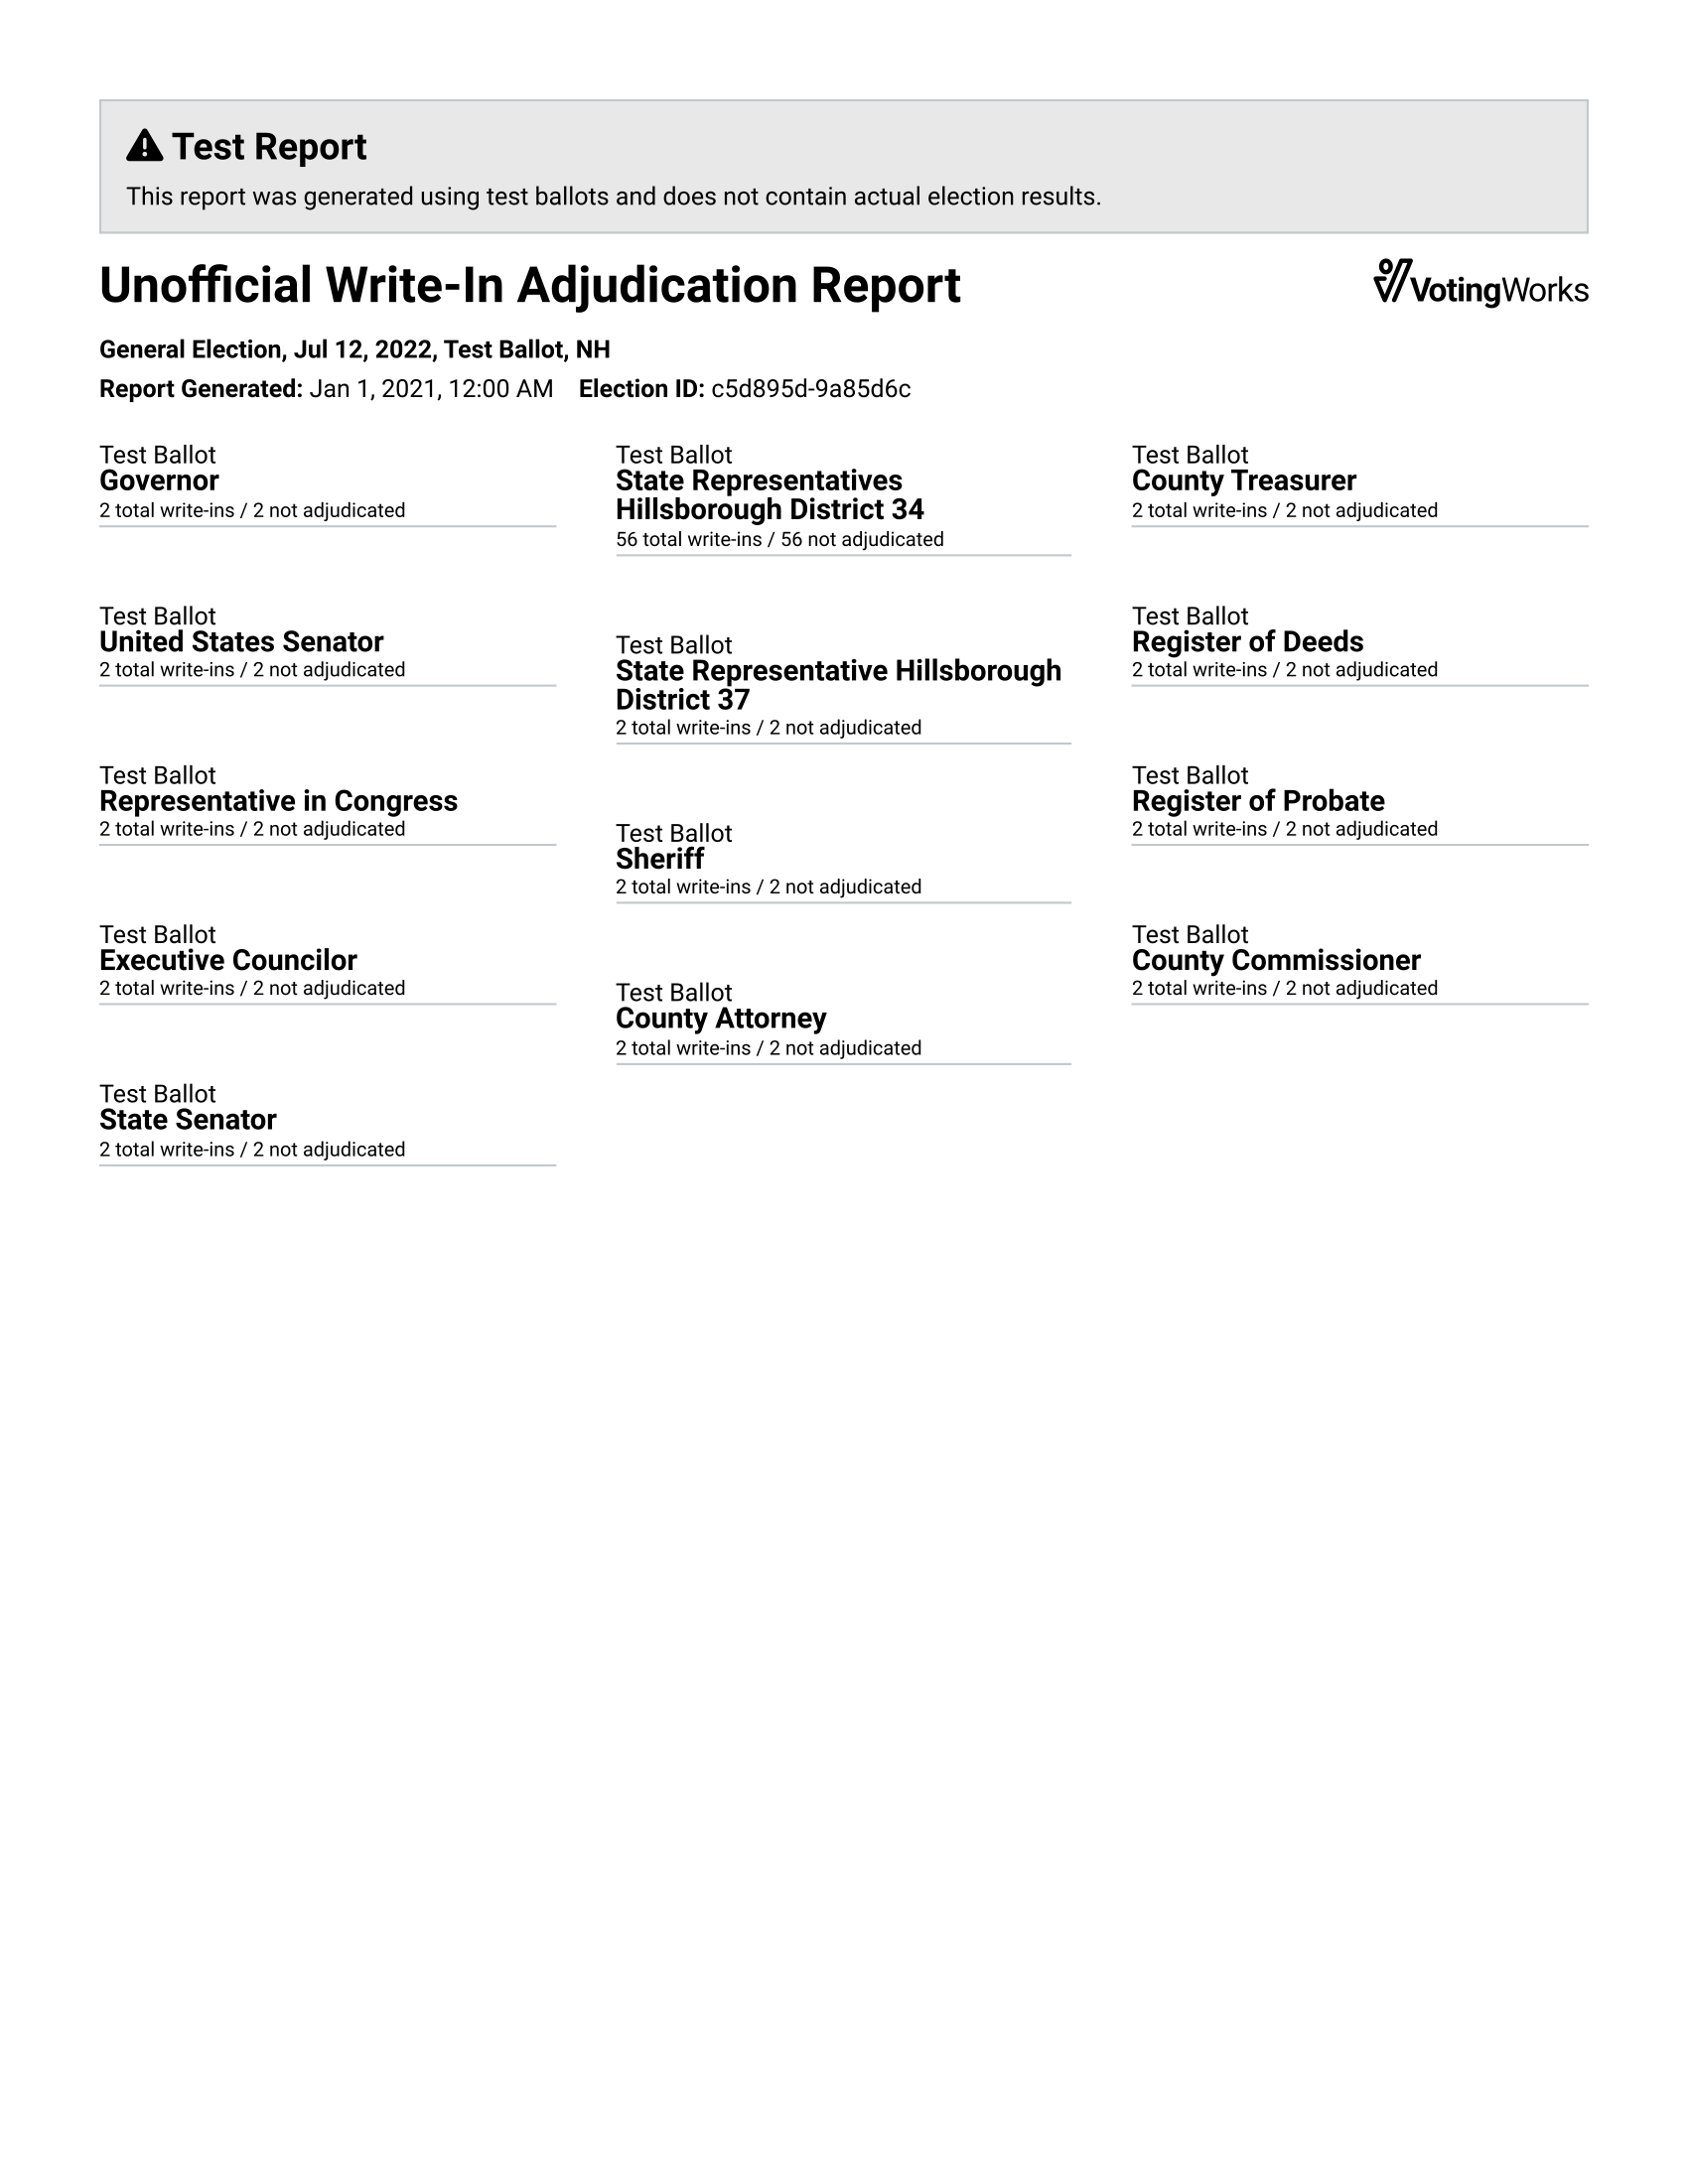 Test Report
This report was generated using test ballots and does not contain actual election results.
Unofficial Write-In Adjudication Report
VotingWorks
General Election, Jul 12, 2022, Test Ballot, NH
Report Generated: Jan 1, 2021, 12:00 AM Election ID: c5d895d-9a85d6c
Test Ballot
Governor
2 total write-ins / 2 not adjudicated
Test Ballot
United States Senator
2 total write-ins / 2 not adjudicated
Test Ballot
Representative in Congress
2 total write-ins / 2 not adjudicated
Test Ballot
Executive Councilor
2 total write-ins / 2 not adjudicated
Test Ballot
State Senator
2 total write-ins / 2 not adjudicated
Test Ballot
State Representatives
Hillsborough District 34
56 total write-ins / 56 not adjudicated
Test Ballot
State Representative Hillsborough
District 37
2 total write-ins / 2 not adjudicated
Test Ballot
Sheriff
2 total write-ins / 2 not adjudicated
Test Ballot
County Attorney
2 total write-ins / 2 not adjudicated
Test Ballot
County Treasurer
2 total write-ins / 2 not adjudicated
Test Ballot
Register of Deeds
2 total write-ins / 2 not adjudicated
Test Ballot
Register of Probate
2 total write-ins / 2 not adjudicated
Test Ballot
County Commissioner
2 total write-ins / 2 not adjudicated